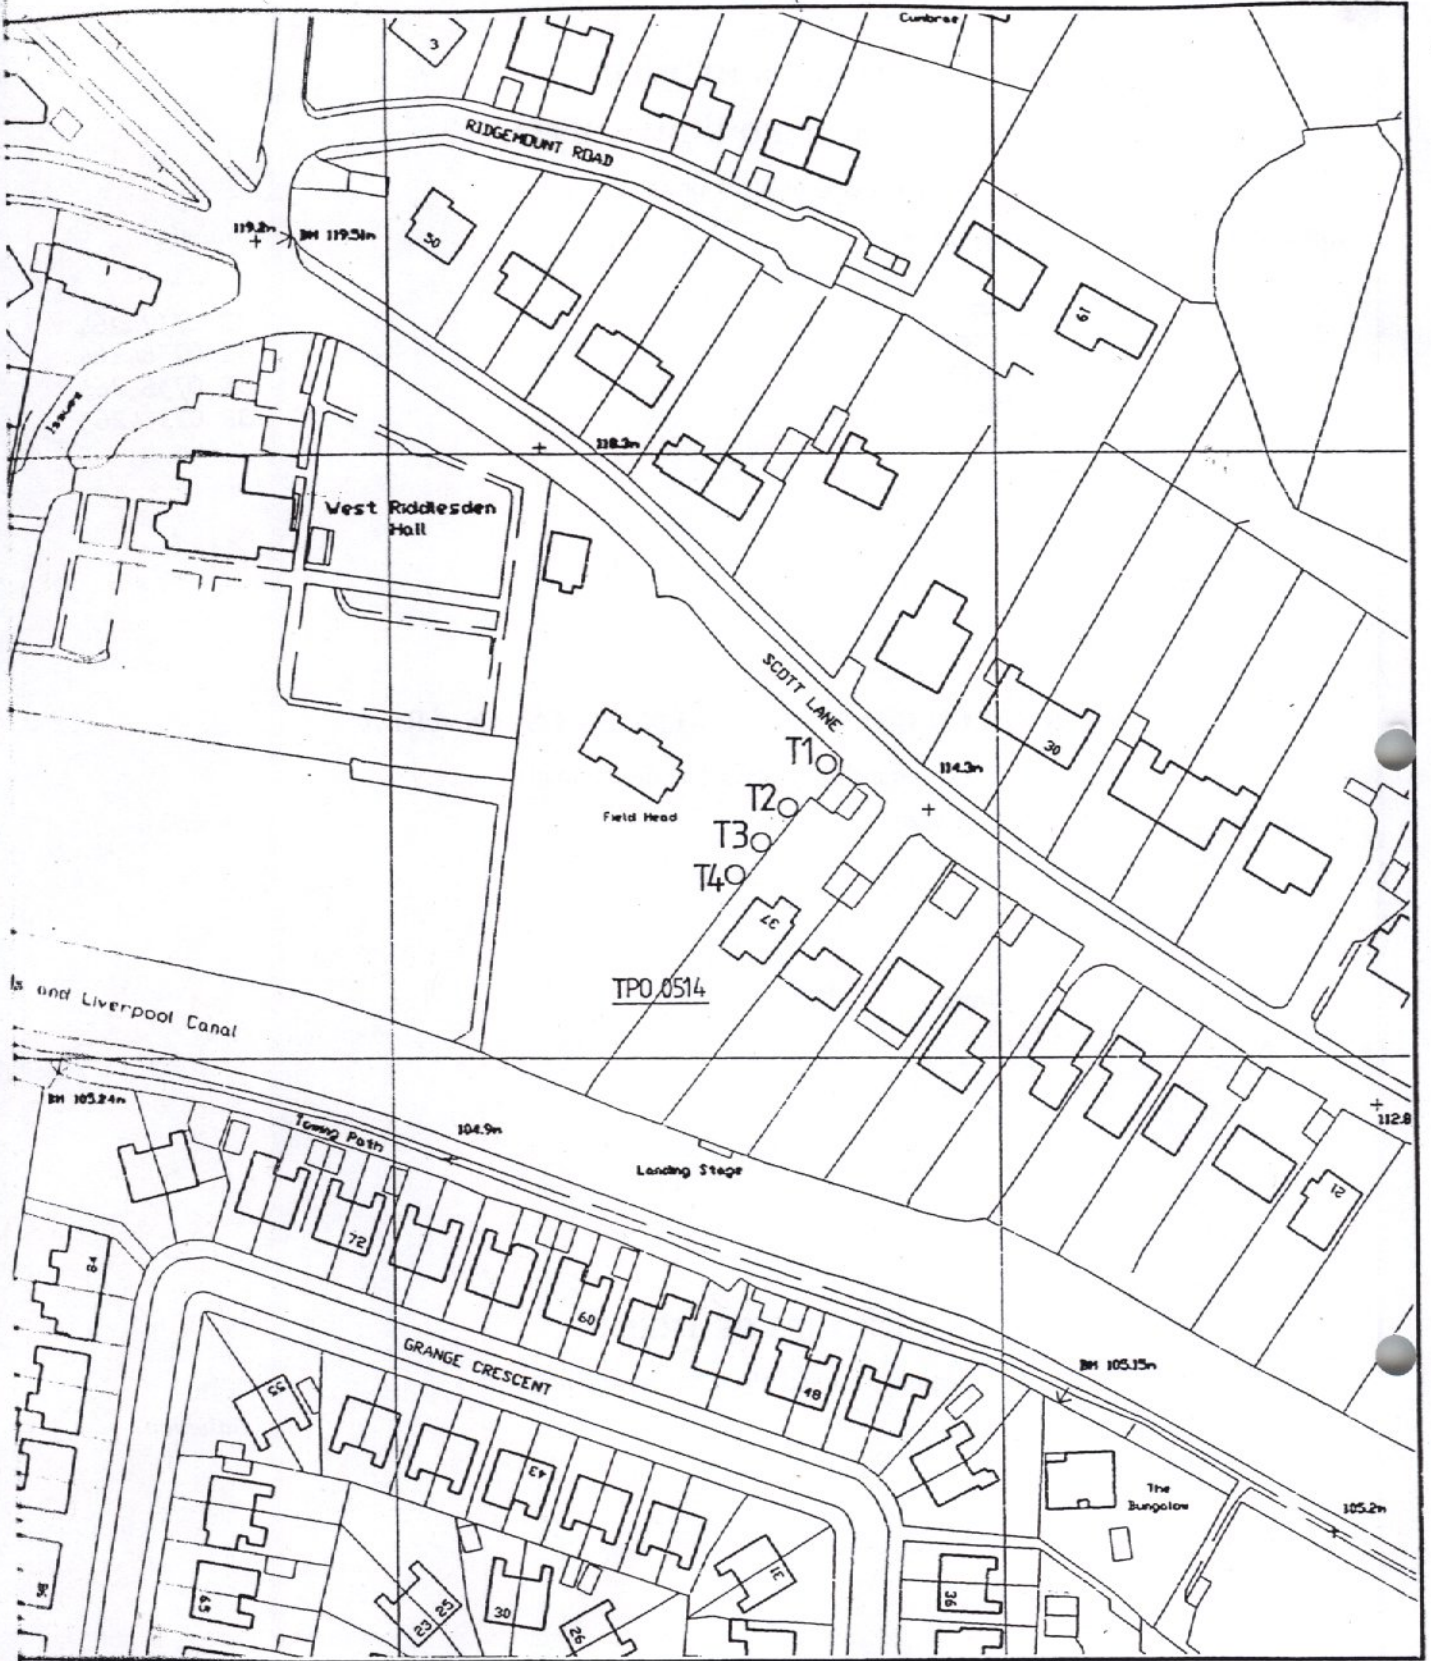 Cumbrae
3
RIDGEMOUNT ROAD
119.2m
BM 119.51m
50
1
61
Issues
118.3m
West Riddlesden
Hall
SCOTT LANE
30
T1
114.3m
T2
Field Head
T3
T4
37
TPO 0514
and Liverpool Canal
BM 105.84m
Towing Path
104.9m
112.8
Landing Stage
21
72
84
60
GRANGE CRESCENT
BM 105.15m
48
55
43
The
Bungalow
105.2m
31
36
65
25
23
30
26